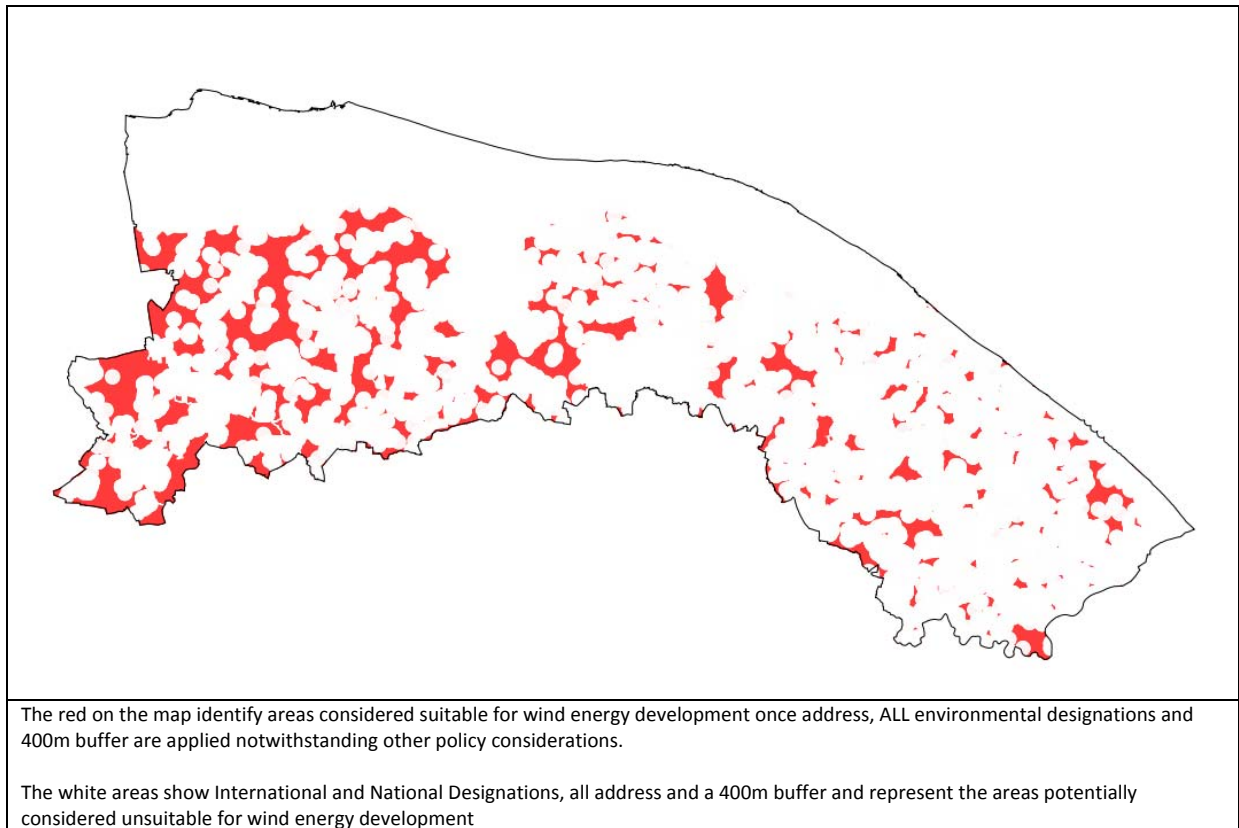 The red on the map identify areas considered suitable for wind energy development once address, ALL environmental designations and
400m buffer are applied notwithstanding other policy considerations.
The white areas show International and National Designations, all address and a 400m buffer and represent the areas potentially
considered unsuitable for wind energy development